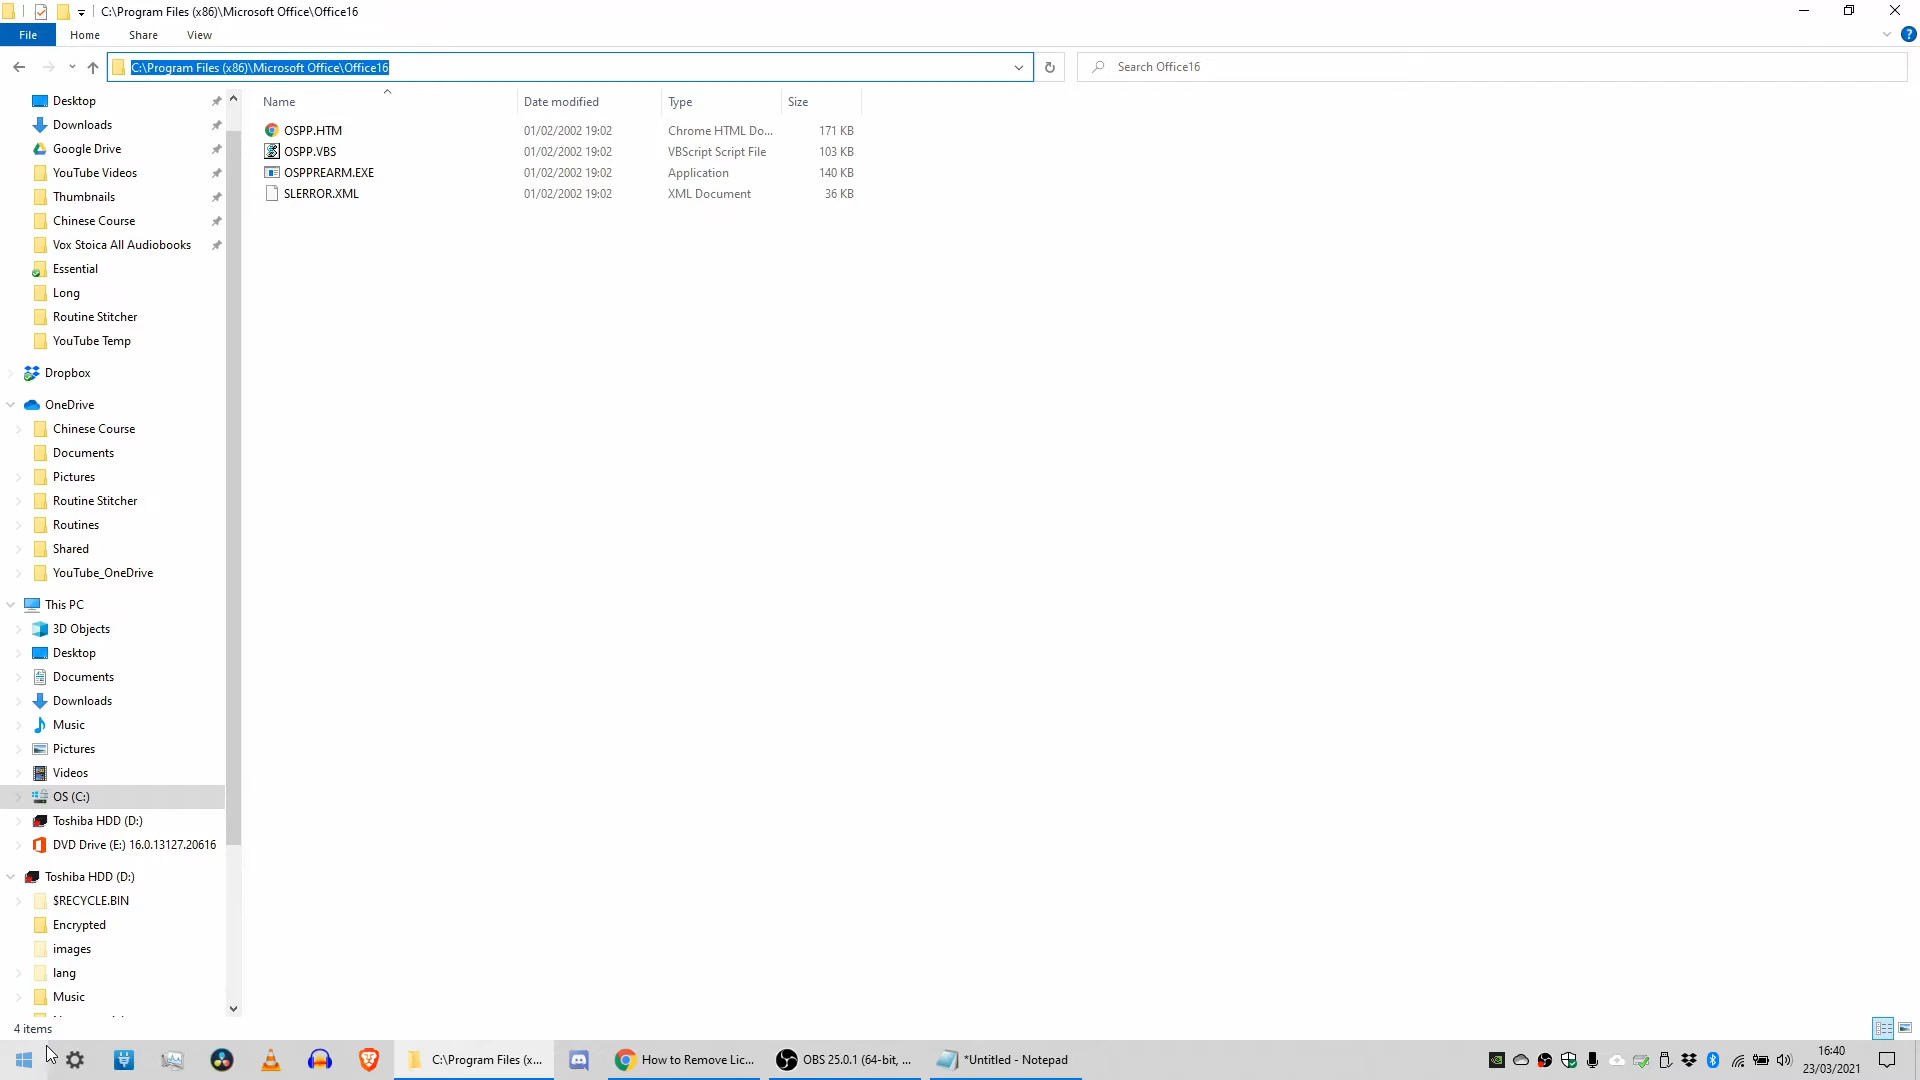 C:\Program Files (x86)\Microsoft Office\Office16
File Home Share View
C:\Program Files (x86)\Microsoft Office\Office16
Search Office16
Name Date modified Type Size
OSPP.HTM 01/02/2002 19:02 Chrome HTML Do... 171 KB
OSPP.VBS 01/02/2002 19:02 VBScript Script File 103 KB
OSPPREARM.EXE 01/02/2002 19:02 Application 140 KB
SLERROR.XML 01/02/2002 19:02 XML Document 36 KB
Desktop
Downloads
Google Drive
YouTube Videos
Thumbnails
Chinese Course
Vox Stoica All Audiobooks
Essential
Long
Routine Stitcher
YouTube Temp
Dropbox
OneDrive
Chinese Course
Documents
Pictures
Routine Stitcher
Routines
Shared
YouTube_OneDrive
This PC
3D Objects
Desktop
Documents
Downloads
Music
Pictures
Videos
OS (C:)
Toshiba HDD (D:)
DVD Drive (E:) 16.0.13127.20616
Toshiba HDD (D:)
$RECYCLE.BIN
Encrypted
images
lang
Music
4 items
C:\Program Files (x...
How to Remove Lic...
OBS 25.0.1 (64-bit, ...
*Untitled - Notepad
16:40
23/03/2021